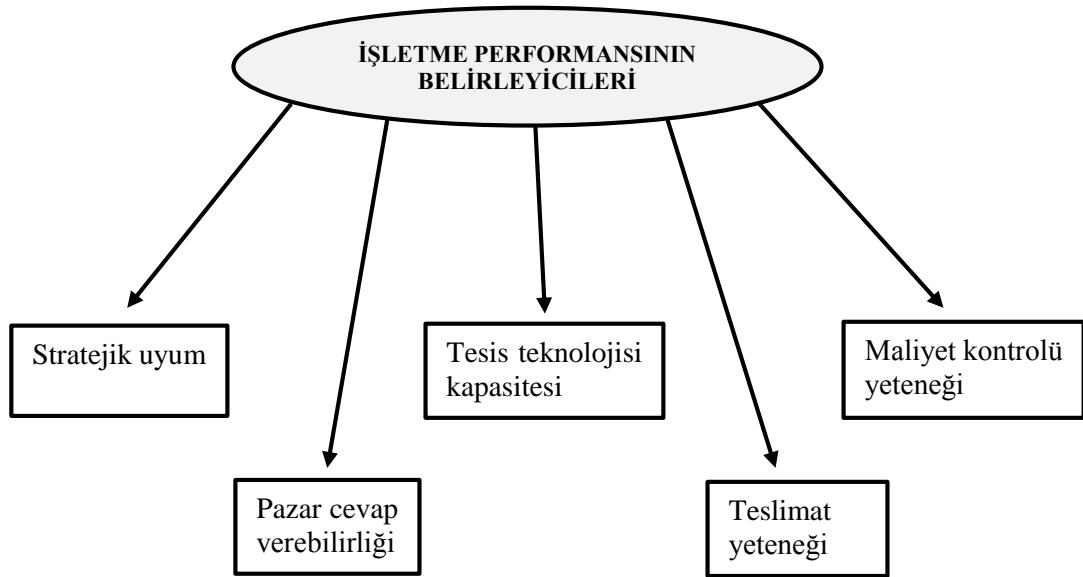 İŞLETME PERFORMANSININ
BELİRLEYİCİLERİ
Stratejik uyum
Tesis teknolojisi
kapasitesi
Maliyet kontrolü
yeteneği
Pazar cevap
verebilirliği
Teslimat
yeteneği